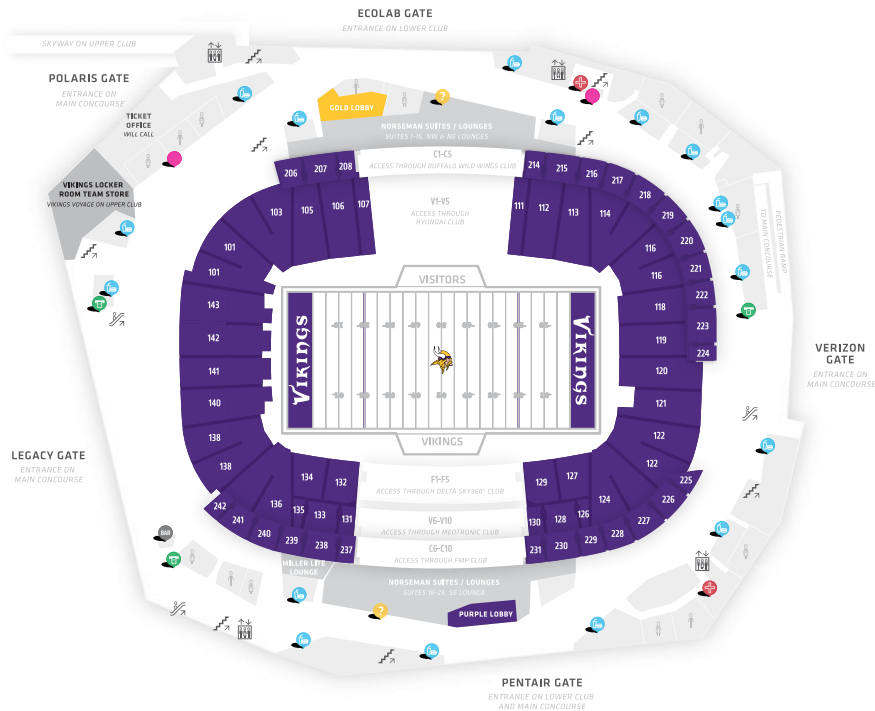 ECOLAB GATE
ENTRANCE ON LOWER CLUB
SKYWAY ON UPPER CLUB
POLARIS GATE
ENTRANCE ON
MAIN CONCOURSE
TICKET
OFFICE
WILL CALL
GOLD LOBBY
?
NORSEMAN SUITES / LOUNGES
SUITES 1-15, NW & NE LOUNGES
C1-C5
ACCESS THROUGH BUFFALO WILD WINGS CLUB
206
207
208
214
215
216
217
218
219
220
221
222
223
224
VIKINGS LOCKER
ROOM TEAM STORE
VIKINGS VOYAGE ON UPPER CLUB
V1-V5
ACCESS THROUGH
HYUNDAI CLUB
101
103
105
106
107
111
112
113
114
116
116
118
119
120
121
122
122
124
PEDESTRIAN RAMP
TO MAIN CONCOURSE
101
143
142
141
140
138
138
136
VISITORS
VIKINGS
VIKINGS
VIKINGS
VERIZON
GATE
ENTRANCE ON
MAIN CONCOURSE
LEGACY GATE
ENTRANCE ON
MAIN CONCOURSE
134
132
135
133
131
F1-F5
ACCESS THROUGH DELTA SKY360° CLUB
V6-V10
ACCESS THROUGH MEDTRONIC CLUB
C6-C10
ACCESS THROUGH FMP CLUB
129
127
130
128
126
242
241
240
239
238
237
231
230
229
228
227
226
225
BAR
MILLER LITE
LOUNGE
NORSEMAN SUITES / LOUNGES
SUITES 16-26, SE LOUNGE
?
PURPLE LOBBY
PENTAIR GATE
ENTRANCE ON LOWER CLUB
AND MAIN CONCOURSE